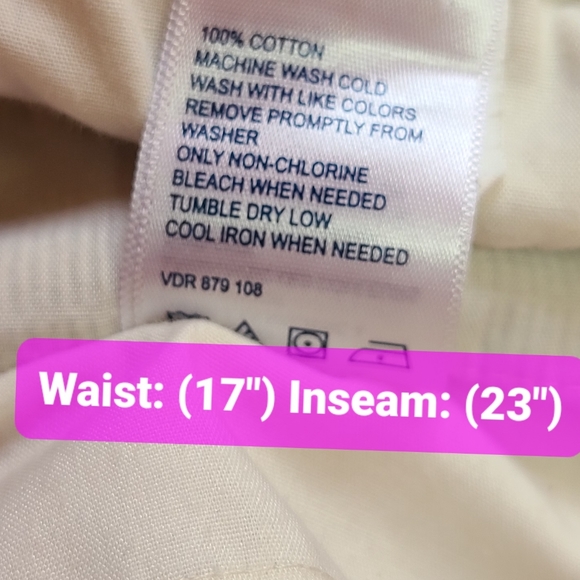 100% COTTON
MACHINE WASH COLD
WASH WITH LIKE COLORS
REMOVE PROMPTLY FROM
WASHER
ONLY NON-CHLORINE
BLEACH WHEN NEEDED
TUMBLE DRY LOW
COOL IRON WHEN NEEDED
VDR 879 108
Waist: (17") Inseam: (23")